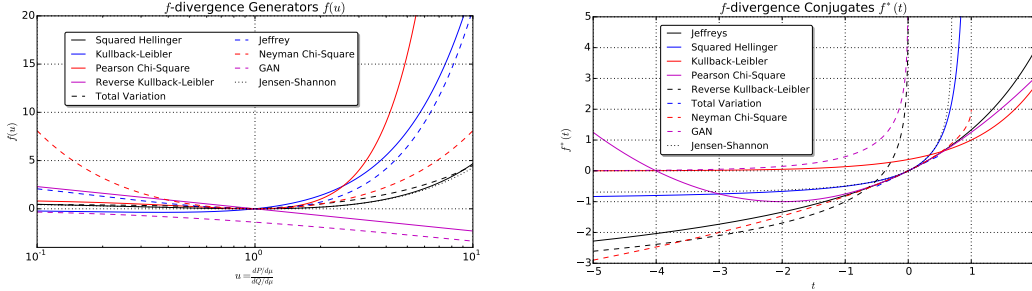 f-divergence Generators f(u)
20
15
10
5
0
f(u)
10⁻¹
10⁰
10¹
u = dP/dμ / dQ/dμ
Squared Hellinger
Kullback-Leibler
Pearson Chi-Square
Reverse Kullback-Leibler
Total Variation
Jeffrey
Neyman Chi-Square
GAN
Jensen-Shannon
f-divergence Conjugates f*(t)
5
4
3
2
1
0
−1
−2
−3
f*(t)
−5
−4
−3
−2
−1
0
1
t
Jeffreys
Squared Hellinger
Kullback-Leibler
Pearson Chi-Square
Reverse Kullback-Leibler
Total Variation
Neyman Chi-Square
GAN
Jensen-Shannon